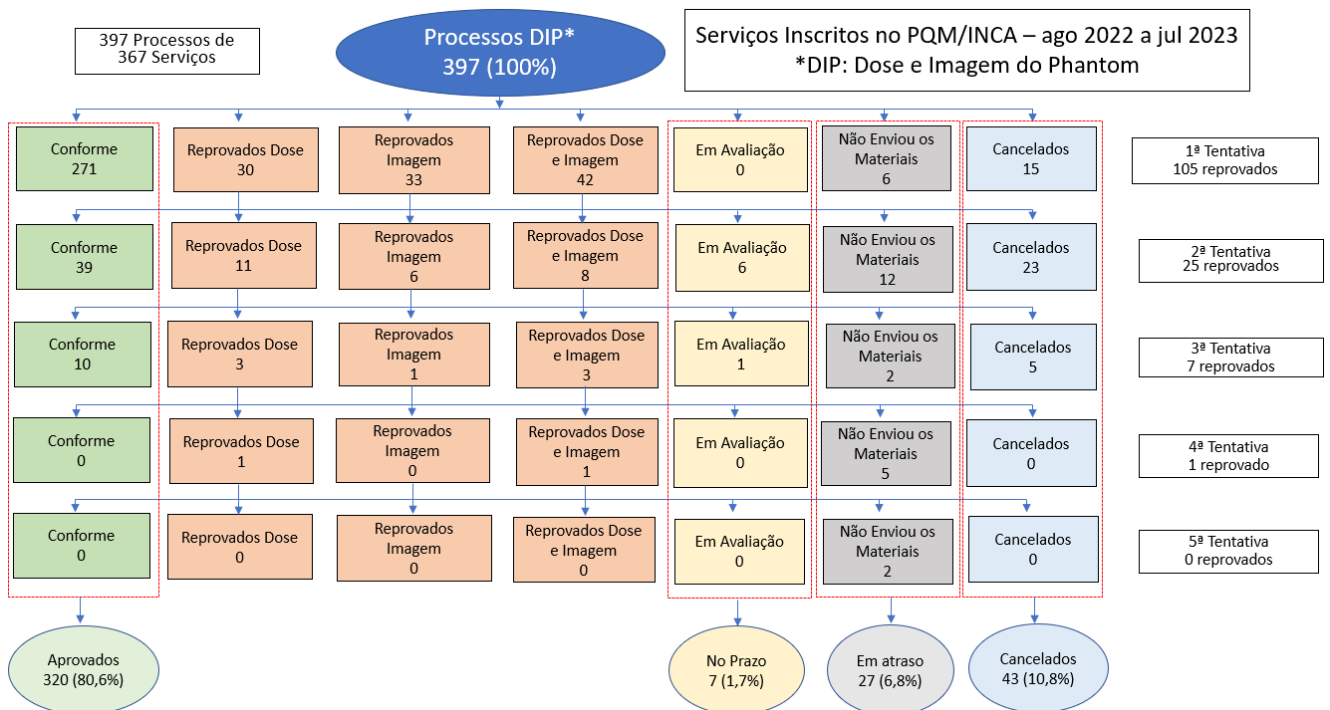 397 Processos de
367 Serviços
Processos DIP*
397 (100%)
Serviços Inscritos no PQM/INCA – ago 2022 a jul 2023
*DIP: Dose e Imagem do Phantom
Conforme
271
Reprovados Dose
30
Reprovados
Imagem
33
Reprovados Dose
e Imagem
42
Em Avaliação
0
Não Enviou os
Materiais
6
Cancelados
15
1ª Tentativa
105 reprovados
Conforme
39
Reprovados Dose
11
Reprovados
Imagem
6
Reprovados Dose
e Imagem
8
Em Avaliação
6
Não Enviou os
Materiais
12
Cancelados
23
2ª Tentativa
25 reprovados
Conforme
10
Reprovados Dose
3
Reprovados
Imagem
1
Reprovados Dose
e Imagem
3
Em Avaliação
1
Não Enviou os
Materiais
2
Cancelados
5
3ª Tentativa
7 reprovados
Conforme
0
Reprovados Dose
1
Reprovados
Imagem
0
Reprovados Dose
e Imagem
1
Em Avaliação
0
Não Enviou os
Materiais
5
Cancelados
0
4ª Tentativa
1 reprovado
Conforme
0
Reprovados Dose
0
Reprovados
Imagem
0
Reprovados Dose
e Imagem
0
Em Avaliação
0
Não Enviou os
Materiais
2
Cancelados
0
5ª Tentativa
0 reprovados
Aprovados
320 (80,6%)
No Prazo
7 (1,7%)
Em atraso
27 (6,8%)
Cancelados
43 (10,8%)